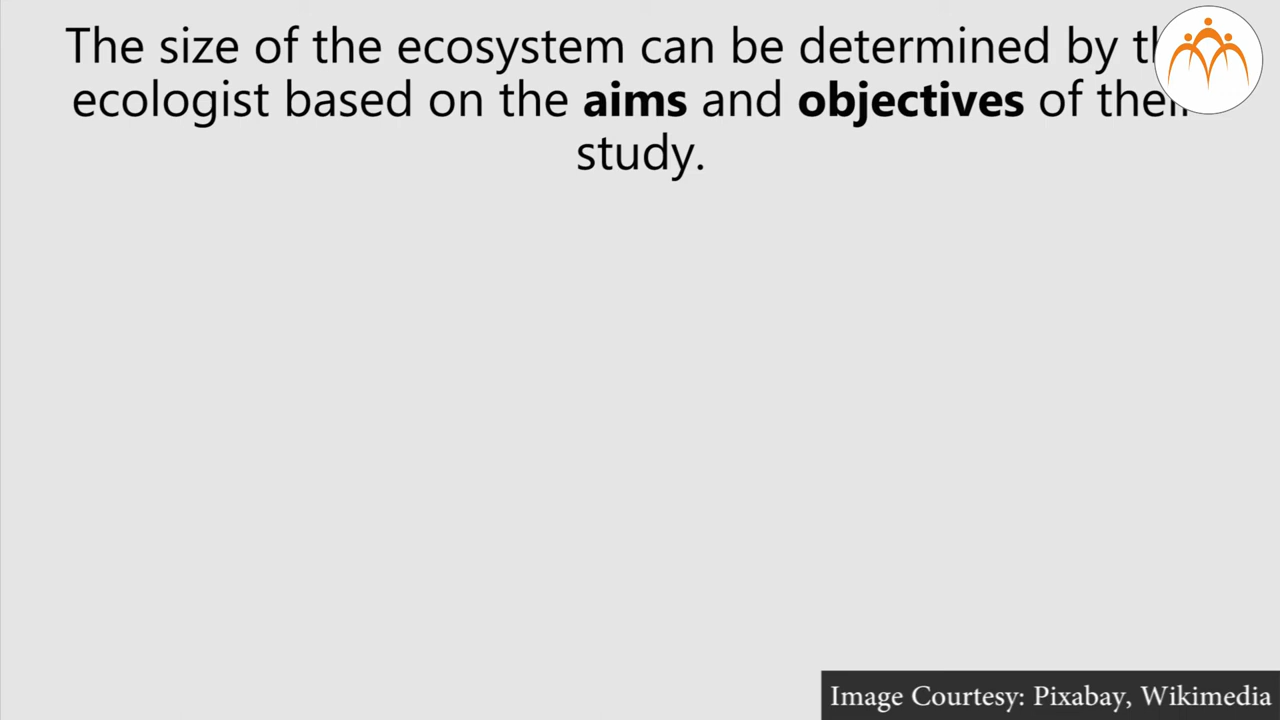 The size of the ecosystem can be determined by
ecologist based on the aims and objectives of their
study.
Image Courtesy: Pixabay, Wikimedia